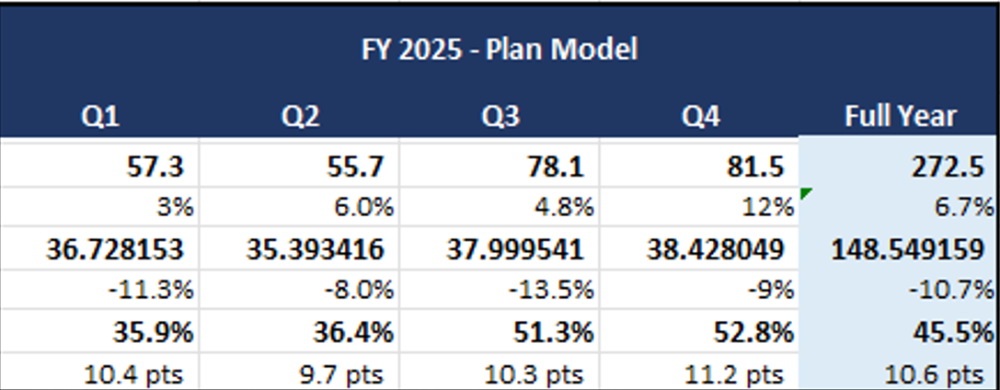 FY 2025 - Plan Model
Q1 Q2 Q3 Q4 Full Year
57.3 55.7 78.1 81.5 272.5
3% 6.0% 4.8% 12% 6.7%
36.728153 35.393416 37.999541 38.428049 148.549159
-11.3% -8.0% -13.5% -9% -10.7%
35.9% 36.4% 51.3% 52.8% 45.5%
10.4 pts 9.7 pts 10.3 pts 11.2 pts 10.6 pts